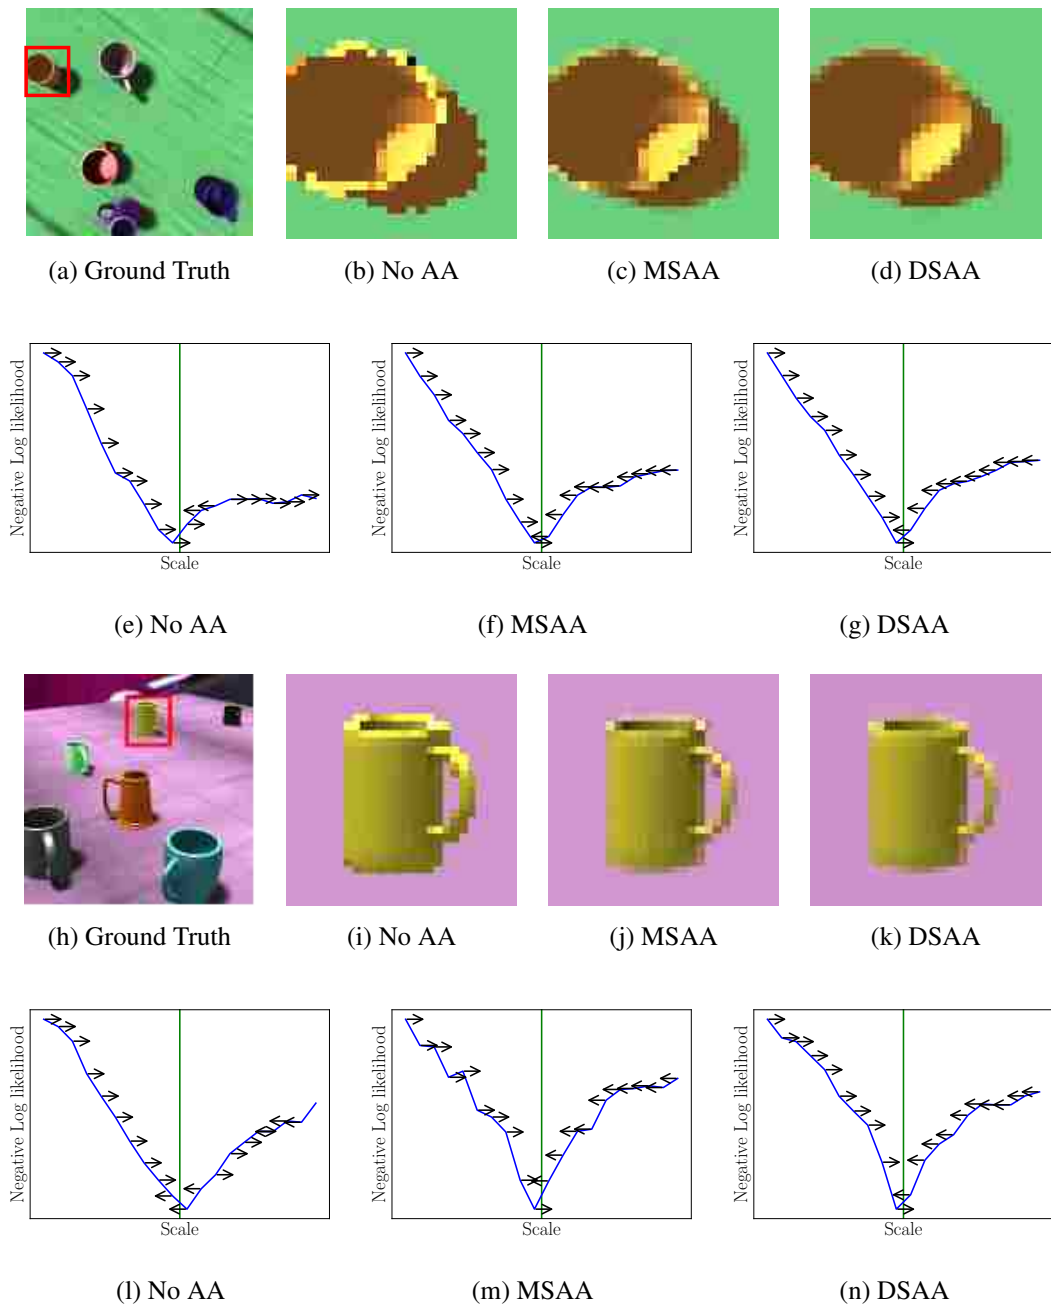 (a) Ground Truth
(b) No AA
(c) MSAA
(d) DSAA
Negative Log likelihood
Scale
Negative Log likelihood
Scale
Negative Log likelihood
Scale
(e) No AA
(f) MSAA
(g) DSAA
(h) Ground Truth
(i) No AA
(j) MSAA
(k) DSAA
Negative Log likelihood
Scale
Negative Log likelihood
Scale
Negative Log likelihood
Scale
(l) No AA
(m) MSAA
(n) DSAA